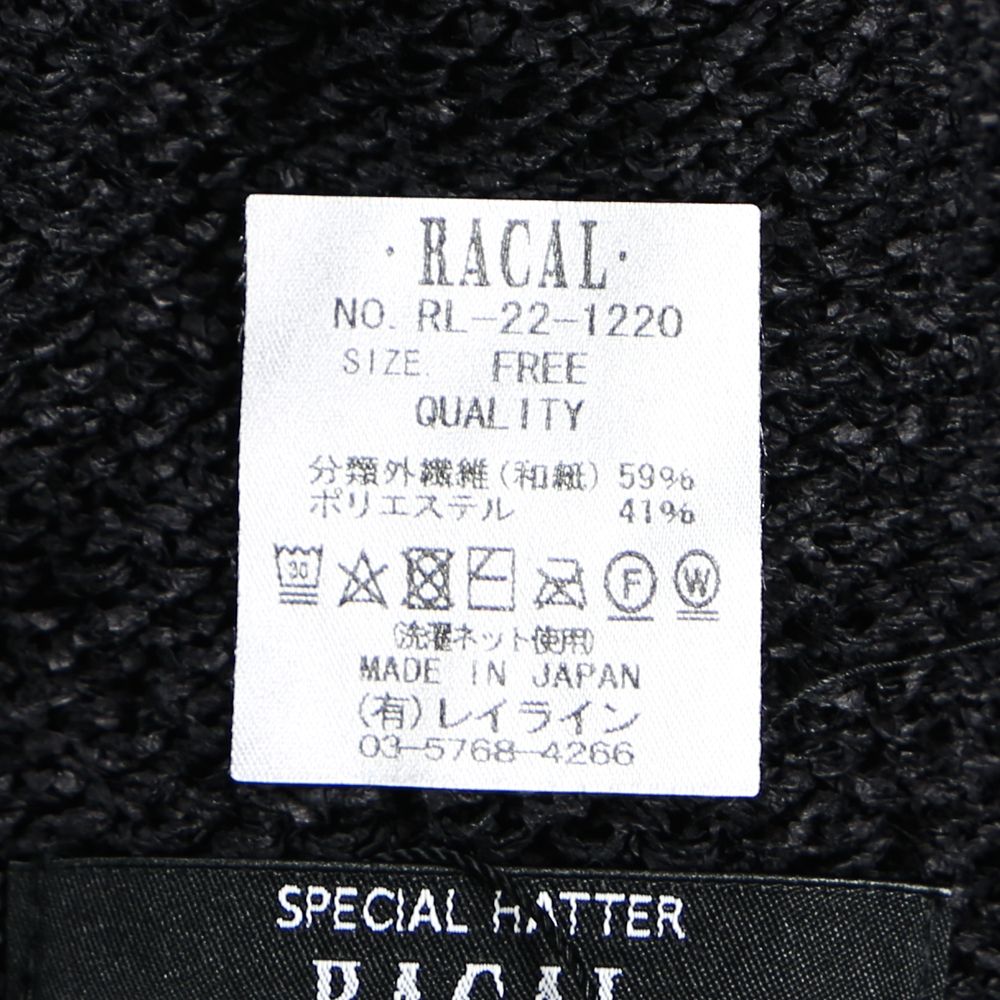 ・RACAL・
NO. RL-22-1220
SIZE. FREE
QUALITY
分類外繊維(和紙) 59%
ポリエステル 41%
30 F W
(洗濯ネット使用)
MADE IN JAPAN
(有)レイライン
03-5768-4266
SPECIAL HATTER
RACAL